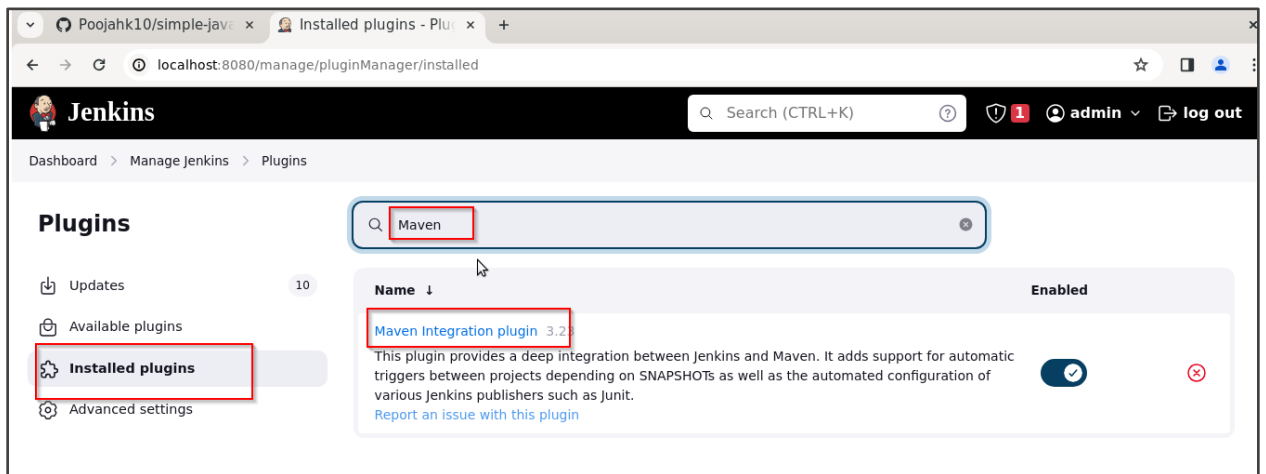 Poojahk10/simple-java
Installed plugins - Plu
localhost:8080/manage/pluginManager/installed
Jenkins
Search (CTRL+K)
1
admin
log out
Dashboard > Manage Jenkins > Plugins
Plugins
Maven
Updates
10
Available plugins
Installed plugins
Advanced settings
Name ↓
Enabled
Maven Integration plugin 3.23
This plugin provides a deep integration between Jenkins and Maven. It adds support for automatic
triggers between projects depending on SNAPSHOTs as well as the automated configuration of
various Jenkins publishers such as Junit.
Report an issue with this plugin